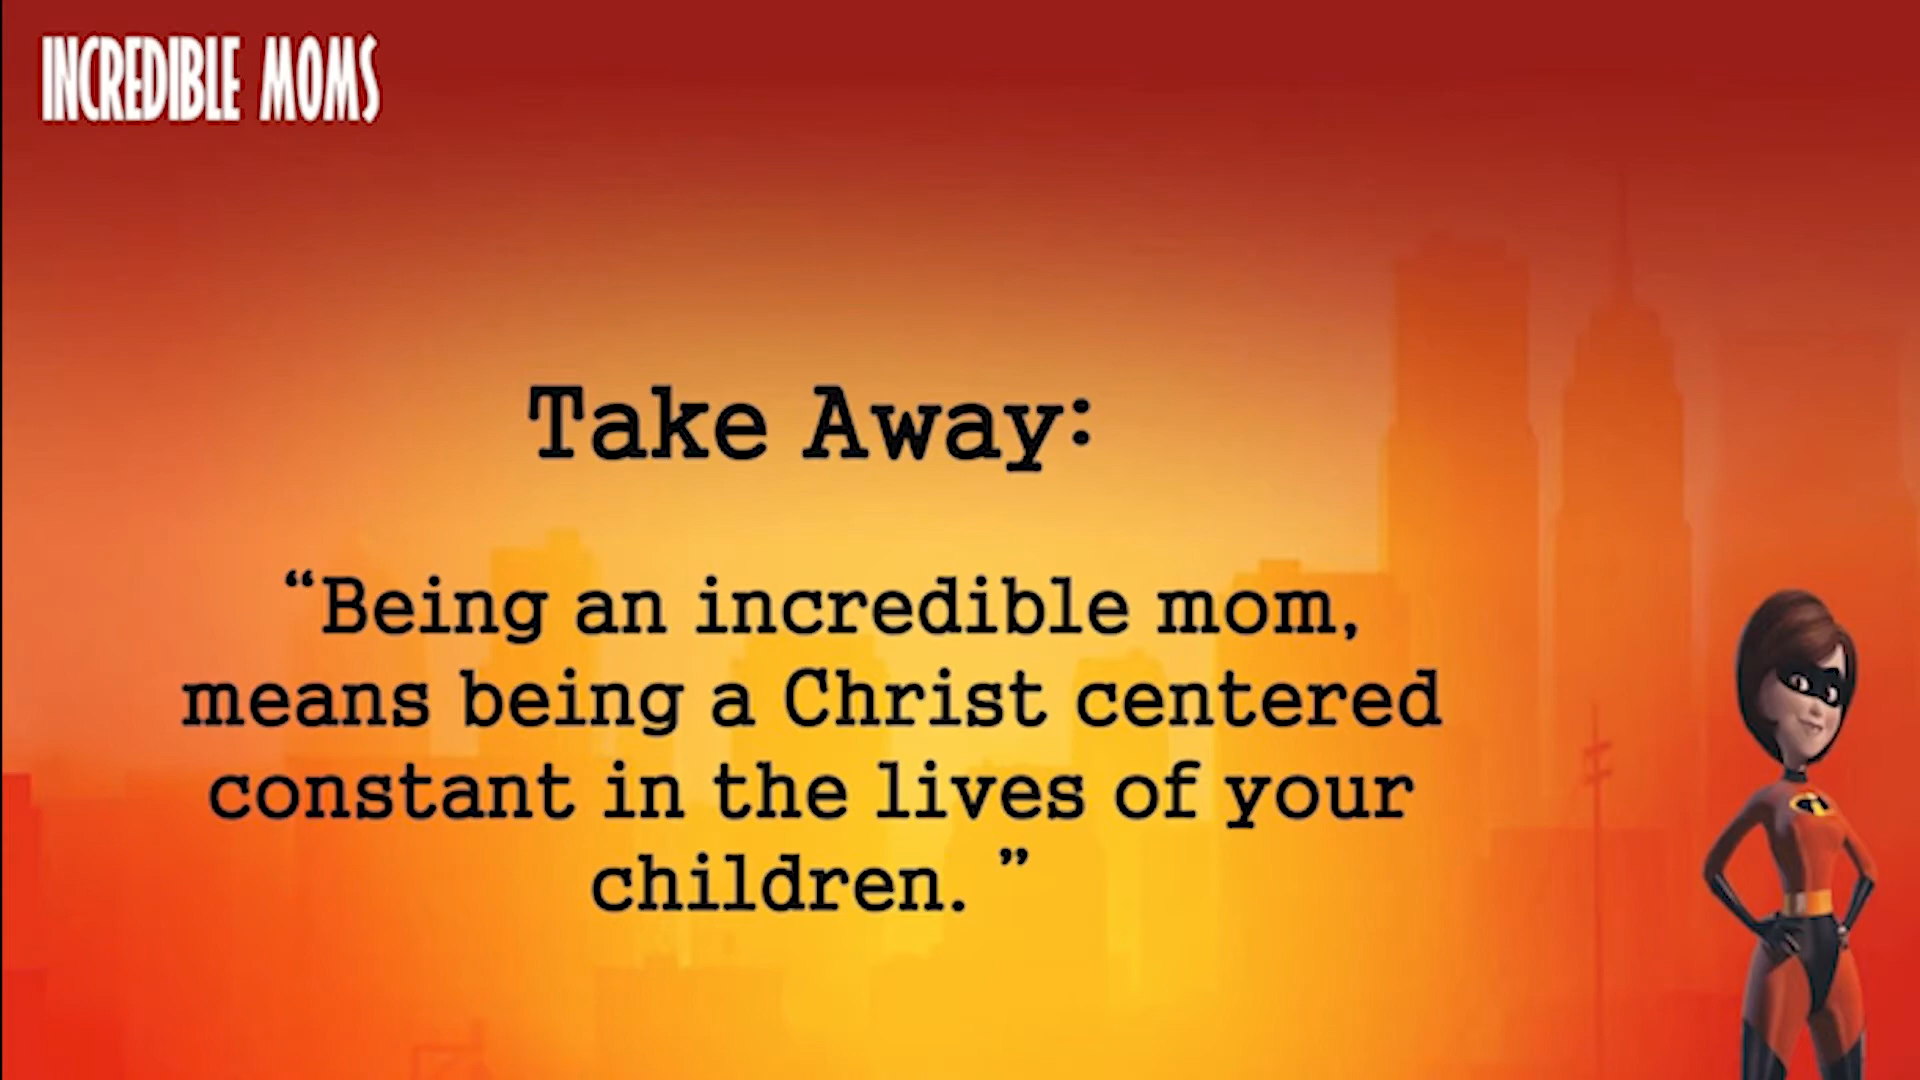 INCREDIBLE MOMS
Take Away:
“Being an incredible mom,
means being a Christ centered
constant in the lives of your
children. ”